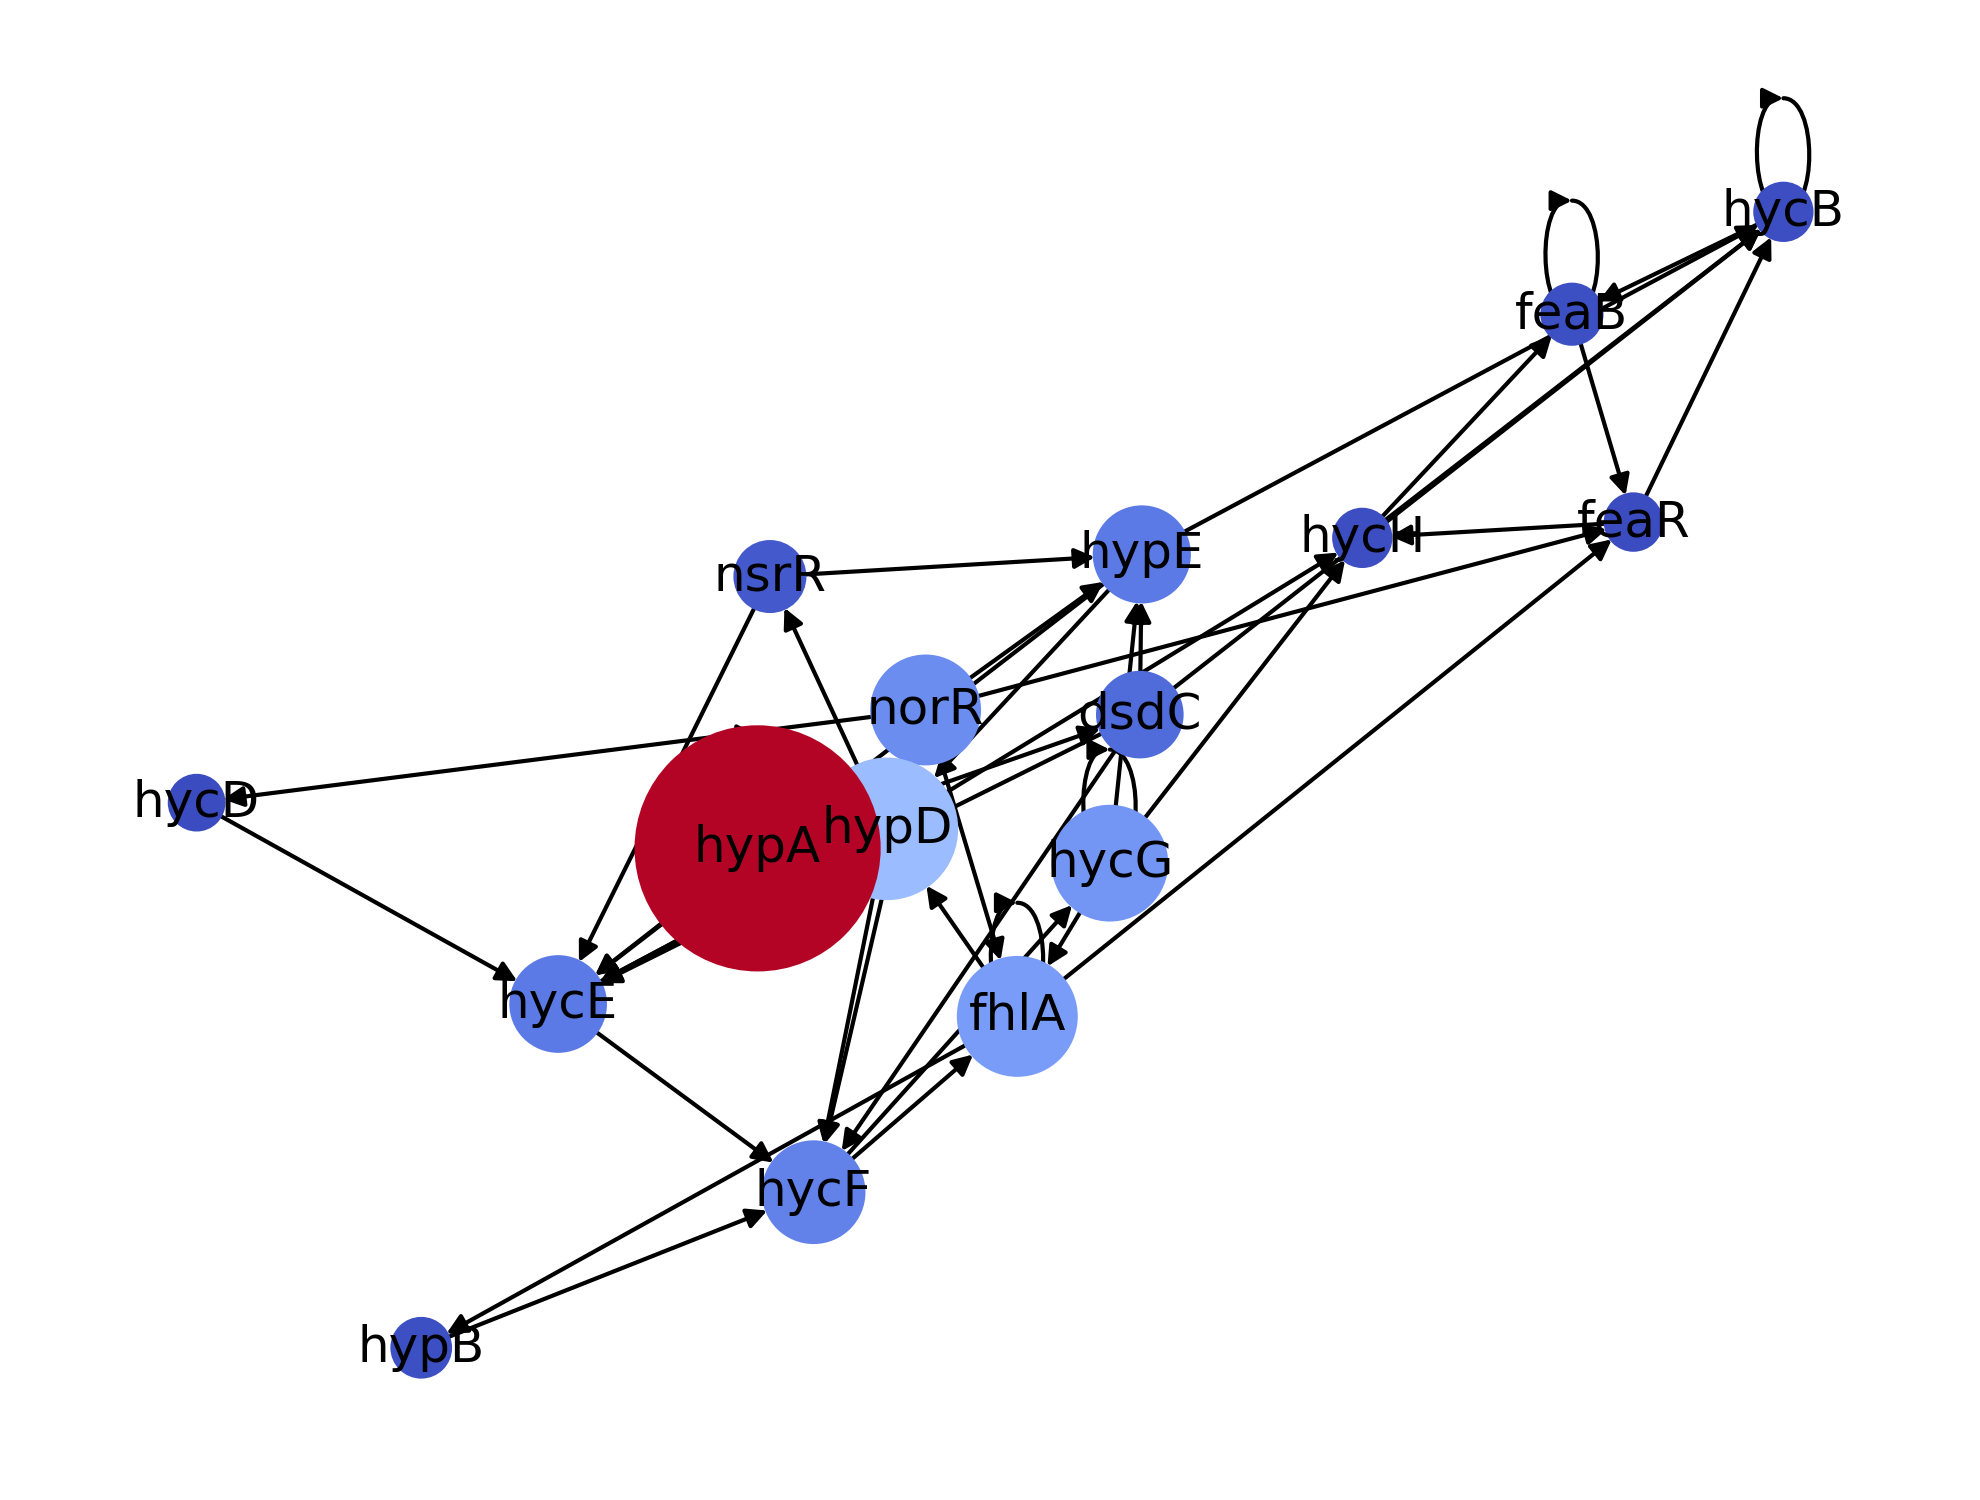 hycB
feaB
feaR
hycH
hypE
nsrR
norR
dsdC
hycD
hypD
hypA
hycG
hycE
fhlA
hycF
hypB